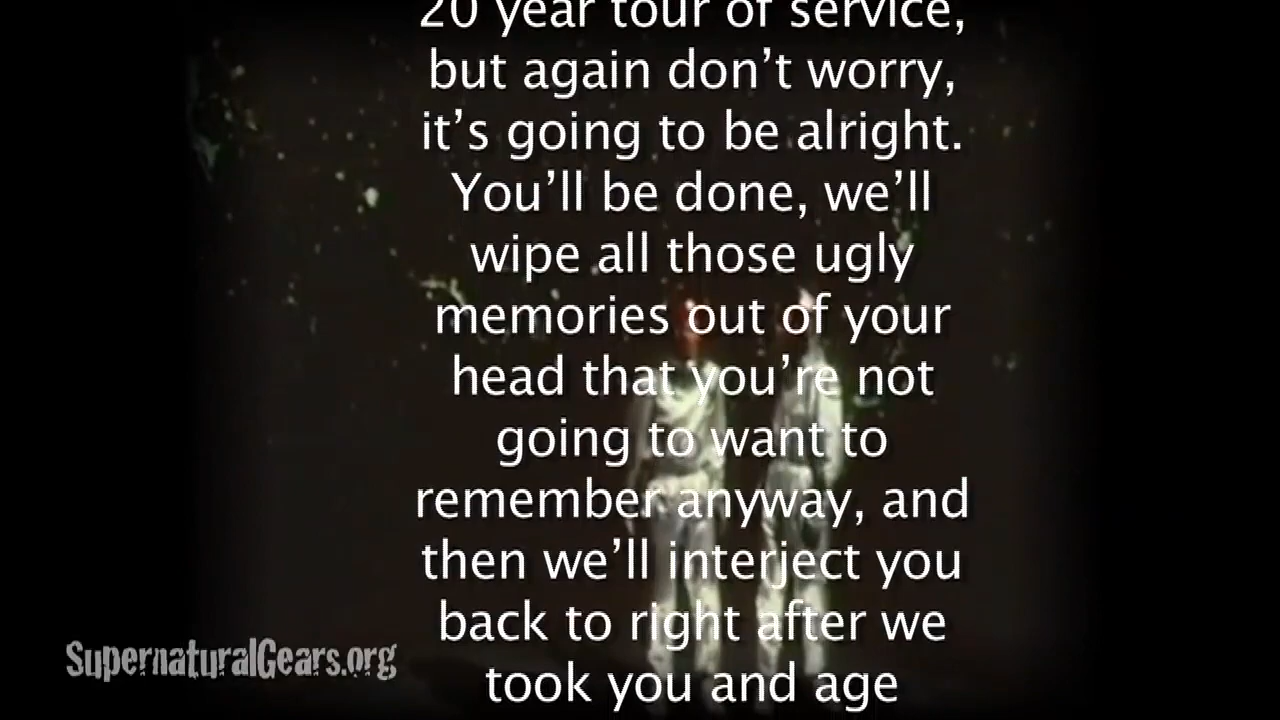 20 year tour of service,
but again don’t worry,
it’s going to be alright.
You’ll be done, we’ll
wipe all those ugly
memories out of your
head that you’re not
going to want to
remember anyway, and
then we’ll interject you
back to right after we
took you and age
SupernaturalGears.org